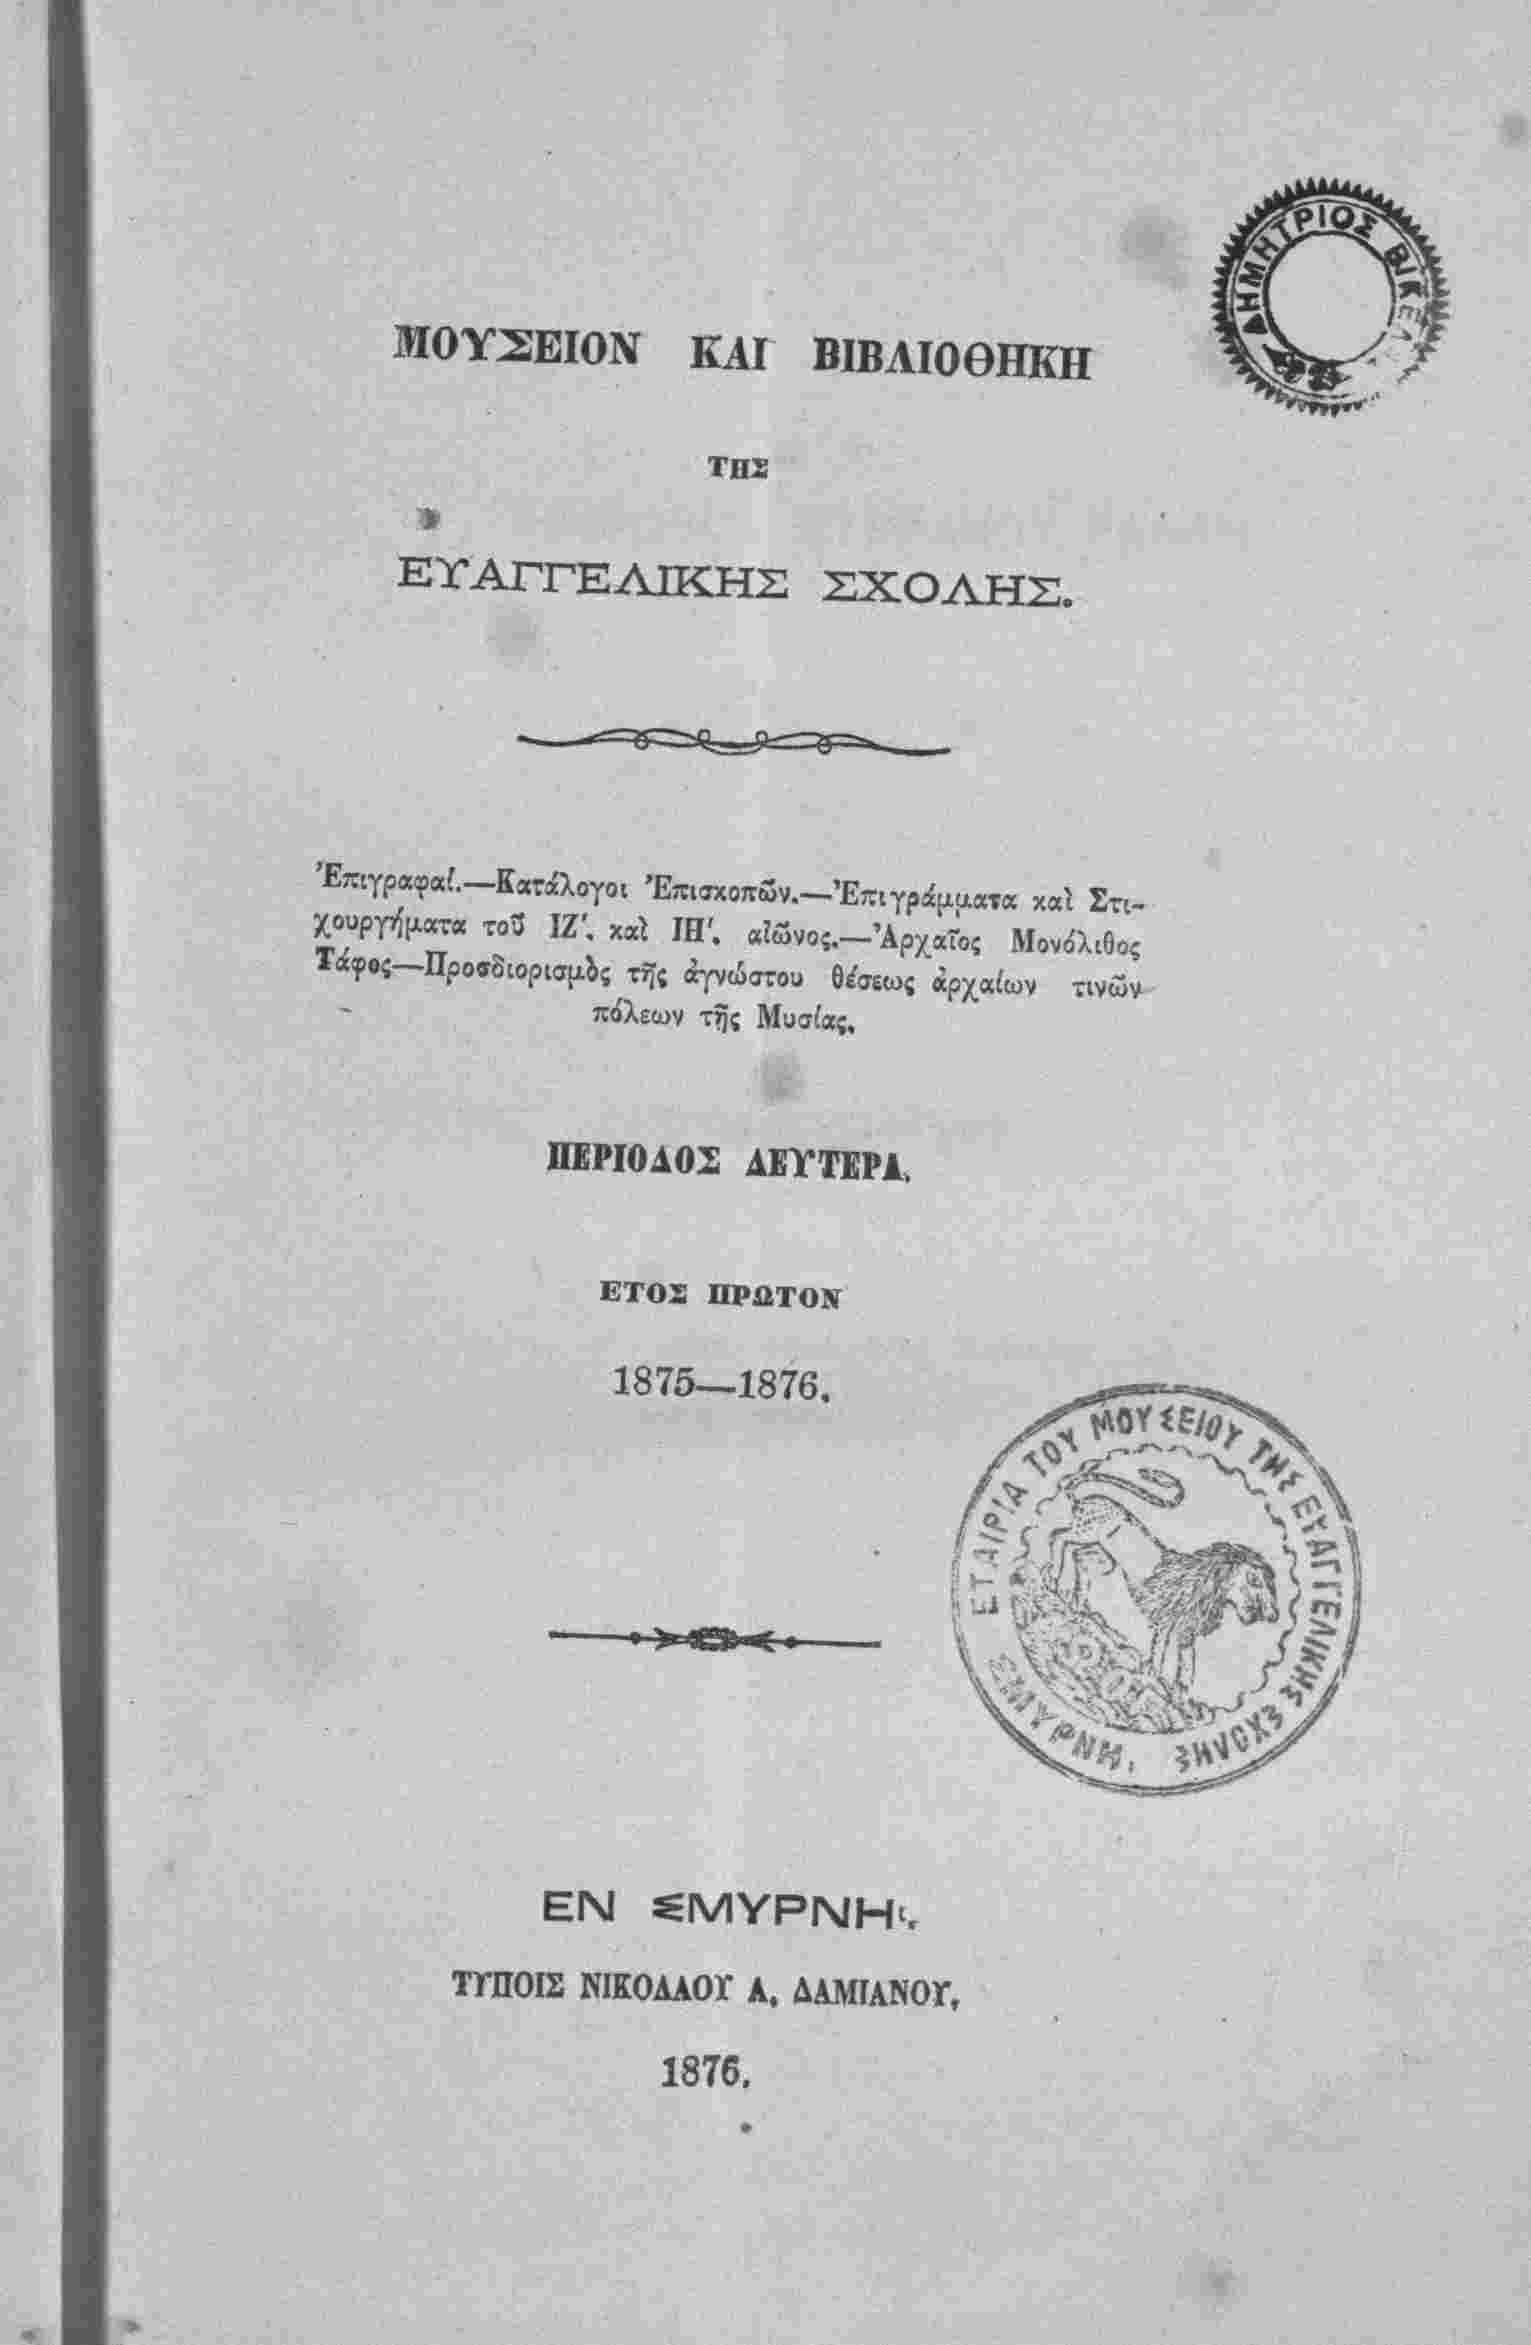 ΔΗΜΗΤΡΙΟΣ
ΜΟΥΣΕΙΟΝ ΚΑΙ ΒΙΒΛΙΟΘΗΚΗ
ΤΗΣ
ΕΥΑΓΓΕΛΙΚΗΣ ΣΧΟΛΗΣ.
Ἐπιγραφαί.—Κατάλογοι Ἐπισκοπῶν.—Ἐπιγράμματα καὶ Στι-
χουργήματα τοῦ ΙΖ΄. καὶ ΙΗ΄. αἰῶνος.—Ἀρχαῖος Μονόλιθος
Τάφος—Προσδιορισμὸς τῆς ἀγνώστου θέσεως ἀρχαίων τινῶν
πόλεων τῆς Μυσίας.
ΠΕΡΙΟΔΟΣ ΔΕΥΤΕΡΑ.
ΕΤΟΣ ΠΡΩΤΟΝ
1875—1876.
ΕΤΑΙΡΙΑ ΤΟΥ ΜΟΥΣΕΙΟΥ ΤΗΣ ΕΥΑΓΓΕΛΙΚΗΣ ΣΧΟΛΗΣ
ΣΜΥΡΝΗ.
ΕΝ ΣΜΥΡΝΗι.
ΤΥΠΟΙΣ ΝΙΚΟΛΑΟΥ Α. ΔΑΜΙΑΝΟΥ,
1876.